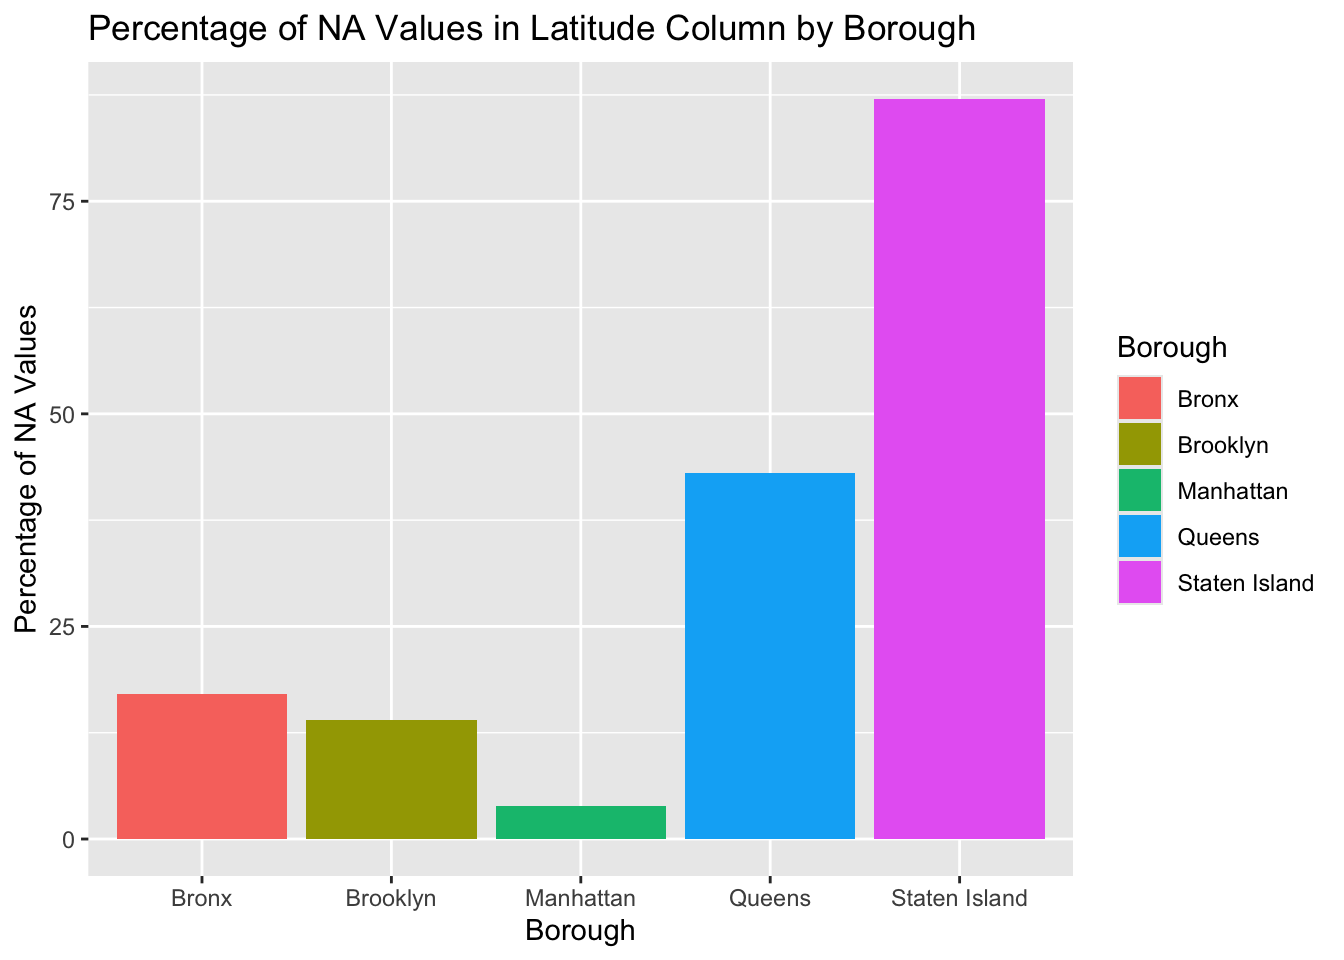 Percentage of NA Values in Latitude Column by Borough
Percentage of NA Values
75
50
25
0
Bronx Brooklyn Manhattan Queens Staten Island
Borough
Borough
Bronx
Brooklyn
Manhattan
Queens
Staten Island